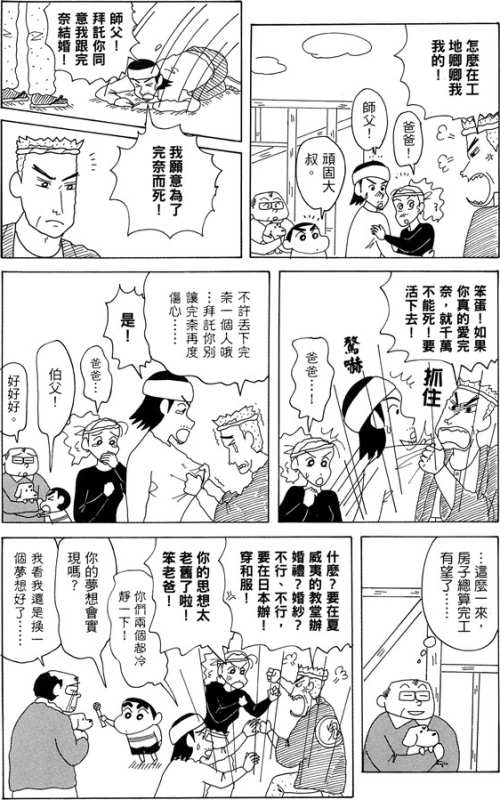 怎麼在工
地卿卿我
我的！
爸爸！
師父！
頑固大
叔。
師父！
拜託你同
意我跟完
奈結婚！
我願意為了
完奈而死！
笨蛋！如果
你真的愛完
奈，就千萬
不能死！要
活下去！
抓住
驚嚇
爸爸…！
不許丟下完
奈一個人哦
…拜託你別
讓完奈再度
傷心……
是！
爸爸…
伯父！
好好好。
…這麼一來，
房子總算完工
有望了……
什麼？要在夏
威夷的教堂辦
婚禮？婚紗？
不行、不行，
要在日本辦！
穿和服！
你的思想太
老舊了啦！
笨老爸！
你們兩個都冷
靜一下！
你的夢想會實
現嗎？
我看我還是換一
個夢想好了……